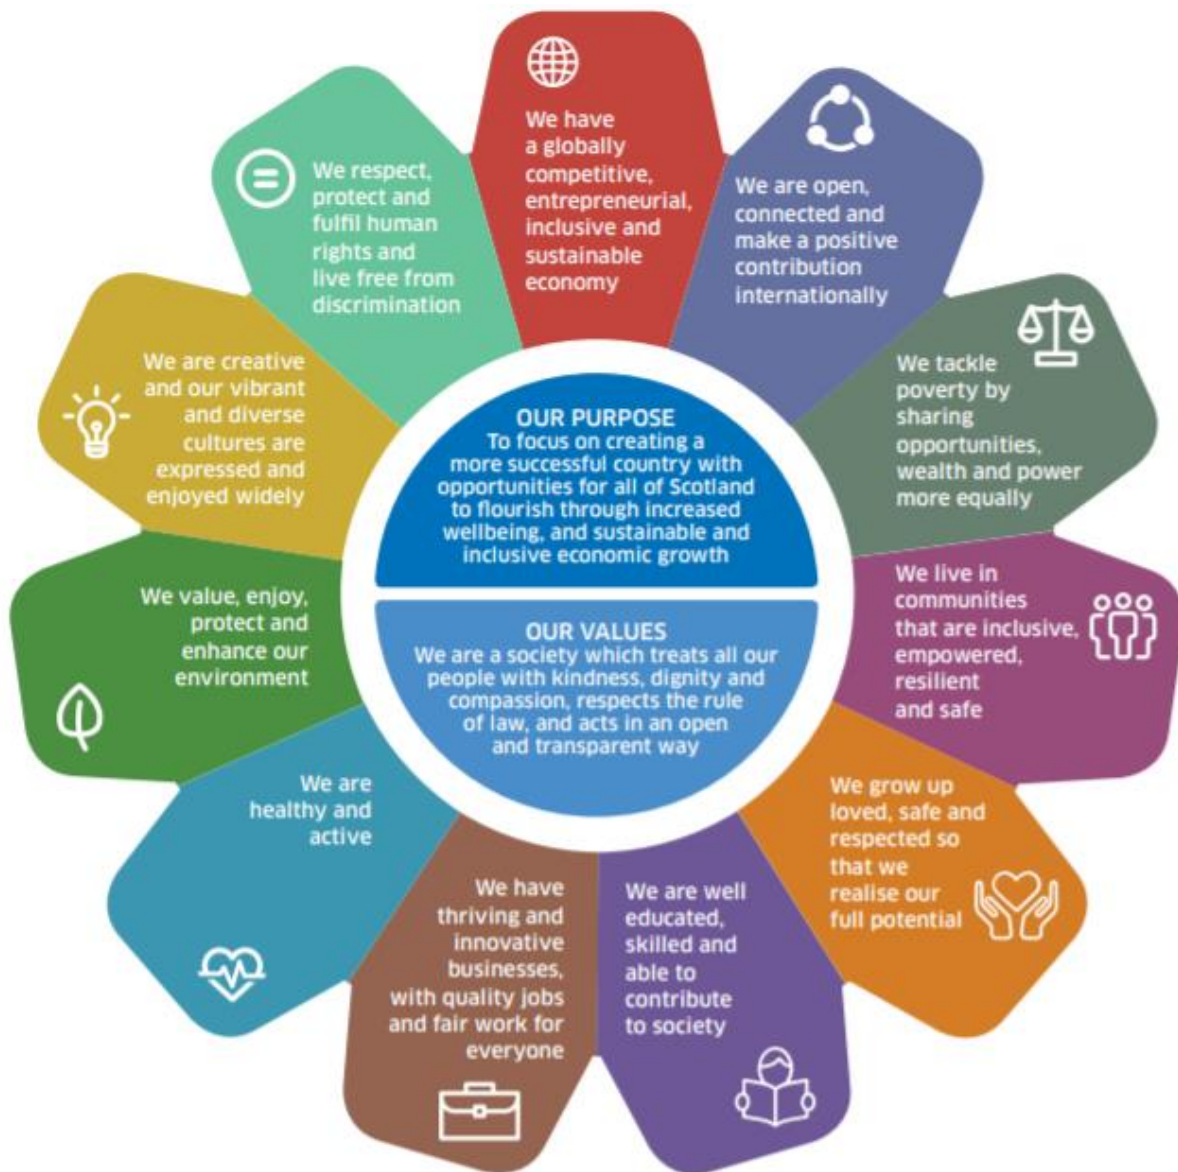 We have
a globally
competitive,
entrepreneurial,
inclusive and
sustainable
economy
We are open,
connected and
make a positive
contribution
internationally
We tackle
poverty by
sharing
opportunities,
wealth and power
more equally
We live in
communities
that are inclusive,
empowered,
resilient
and safe
We grow up
loved, safe and
respected so
that we
realise our
full potential
We are well
educated,
skilled and
able to
contribute
to society
We have
thriving and
innovative
businesses,
with quality jobs
and fair work for
everyone
We are
healthy and
active
We value, enjoy,
protect and
enhance our
environment
We are creative
and our vibrant
and diverse
cultures are
expressed and
enjoyed widely
We respect,
protect and
fulfil human
rights and
live free from
discrimination
OUR PURPOSE
To focus on creating a
more successful country with
opportunities for all of Scotland
to flourish through increased
wellbeing, and sustainable and
inclusive economic growth
OUR VALUES
We are a society which treats all our
people with kindness, dignity and
compassion, respects the rule
of law, and acts in an open
and transparent way